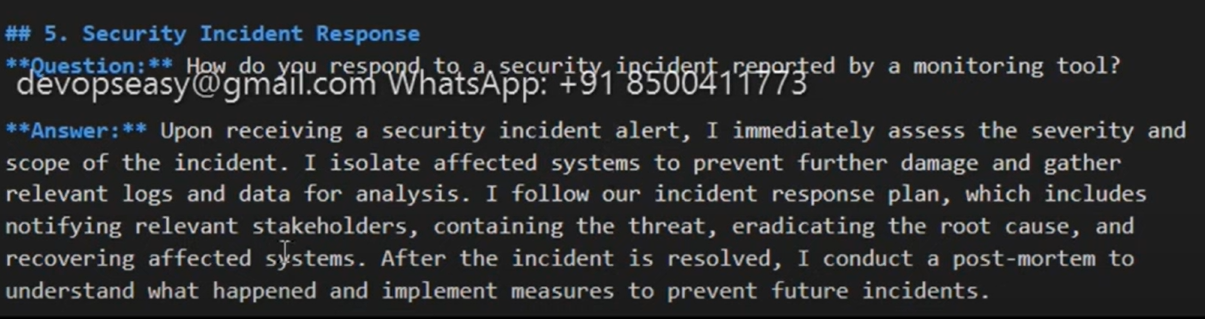 ## 5. Security Incident Response
**Question:** How do you respond to a security incident reported by a monitoring tool?
devopseasy@gmail.com WhatsApp: +91 8500411773
**Answer:** Upon receiving a security incident alert, I immediately assess the severity and
scope of the incident. I isolate affected systems to prevent further damage and gather
relevant logs and data for analysis. I follow our incident response plan, which includes
notifying relevant stakeholders, containing the threat, eradicating the root cause, and
recovering affected systems. After the incident is resolved, I conduct a post-mortem to
understand what happened and implement measures to prevent future incidents.